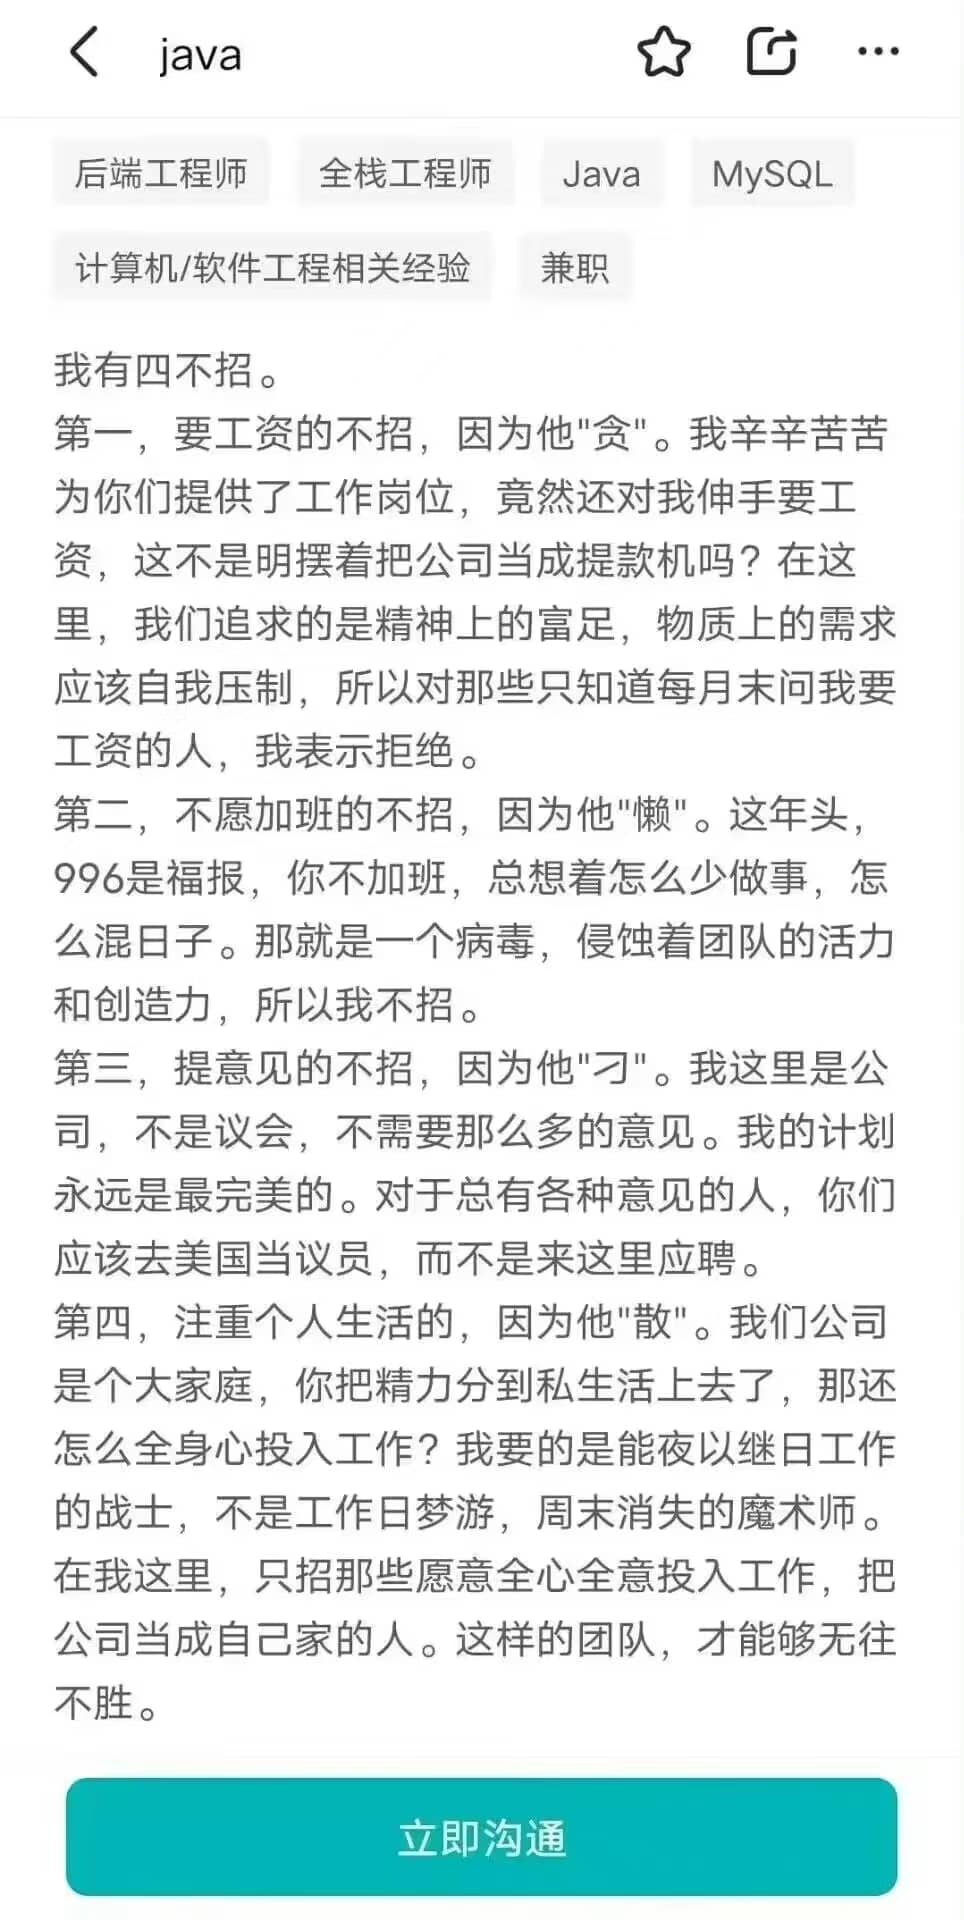 java
后端工程师 全栈工程师 Java MySQL
计算机/软件工程相关经验 兼职
我有四不招。
第一，要工资的不招，因为他"贪"。我辛辛苦苦
为你们提供了工作岗位，竟然还对我伸手要工
资，这不是明摆着把公司当成提款机吗？在这
里，我们追求的是精神上的富足，物质上的需求
应该自我压制，所以对那些只知道每月末问我要
工资的人，我表示拒绝。
第二，不愿加班的不招，因为他"懒"。这年头，
996是福报，你不加班，总想着怎么少做事，怎
么混日子。那就是一个病毒，侵蚀着团队的活力
和创造力，所以我不招。
第三，提意见的不招，因为他"刁"。我这里是公
司，不是议会，不需要那么多的意见。我的计划
永远是最完美的。对于总有各种意见的人，你们
应该去美国当议员，而不是来这里应聘。
第四，注重个人生活的，因为他"散"。我们公司
是个大家庭，你把精力分到私生活上去了，那还
怎么全身心投入工作？我要的是能夜以继日工作
的战士，不是工作日梦游，周末消失的魔术师。
在我这里，只招那些愿意全心全意投入工作，把
公司当成自己家的人。这样的团队，才能够无往
不胜。
立即沟通